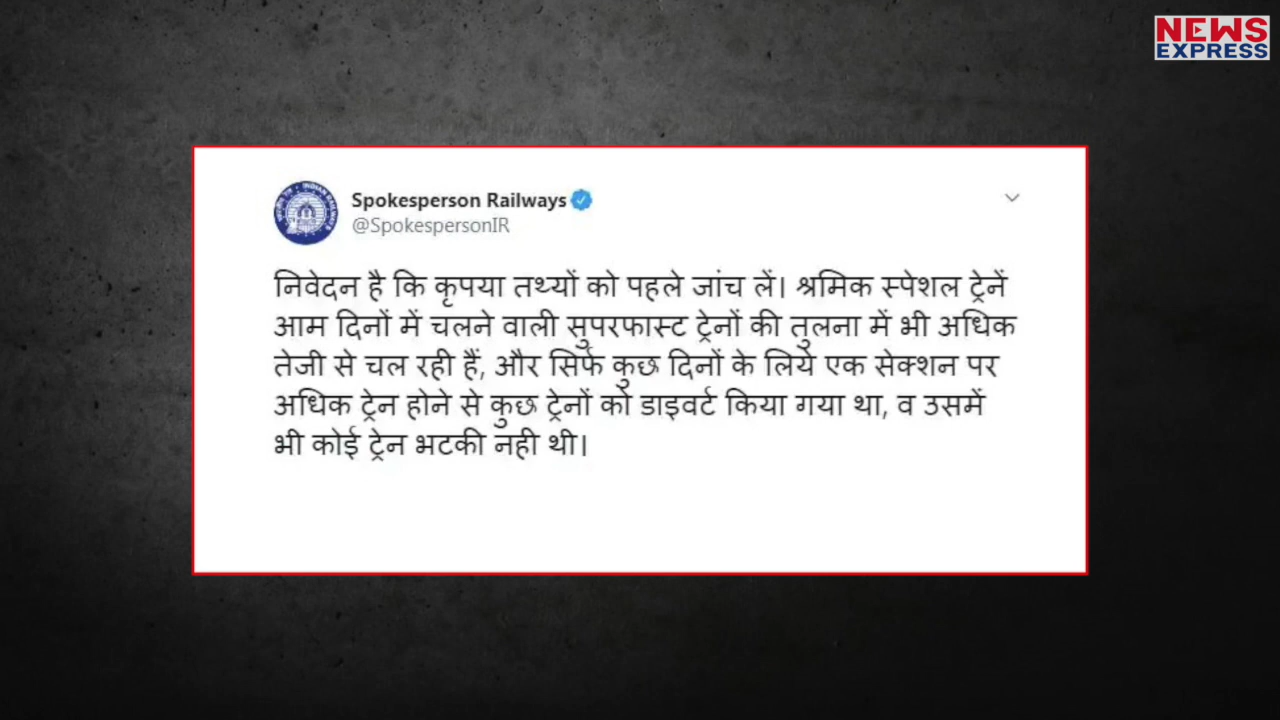 NEWS
EXPRESS
Spokesperson Railways
@SpokespersonIR
निवेदन है कि कृपया तथ्यों को पहले जांच लें। श्रमिक स्पेशल ट्रेनें
आम दिनों में चलने वाली सुपरफास्ट ट्रेनों की तुलना में भी अधिक
तेजी से चल रही हैं, और सिर्फ कुछ दिनों के लिये एक सेक्शन पर
अधिक ट्रेन होने से कुछ ट्रेनों को डाइवर्ट किया गया था, व उसमें
भी कोई ट्रेन भटकी नही थी।